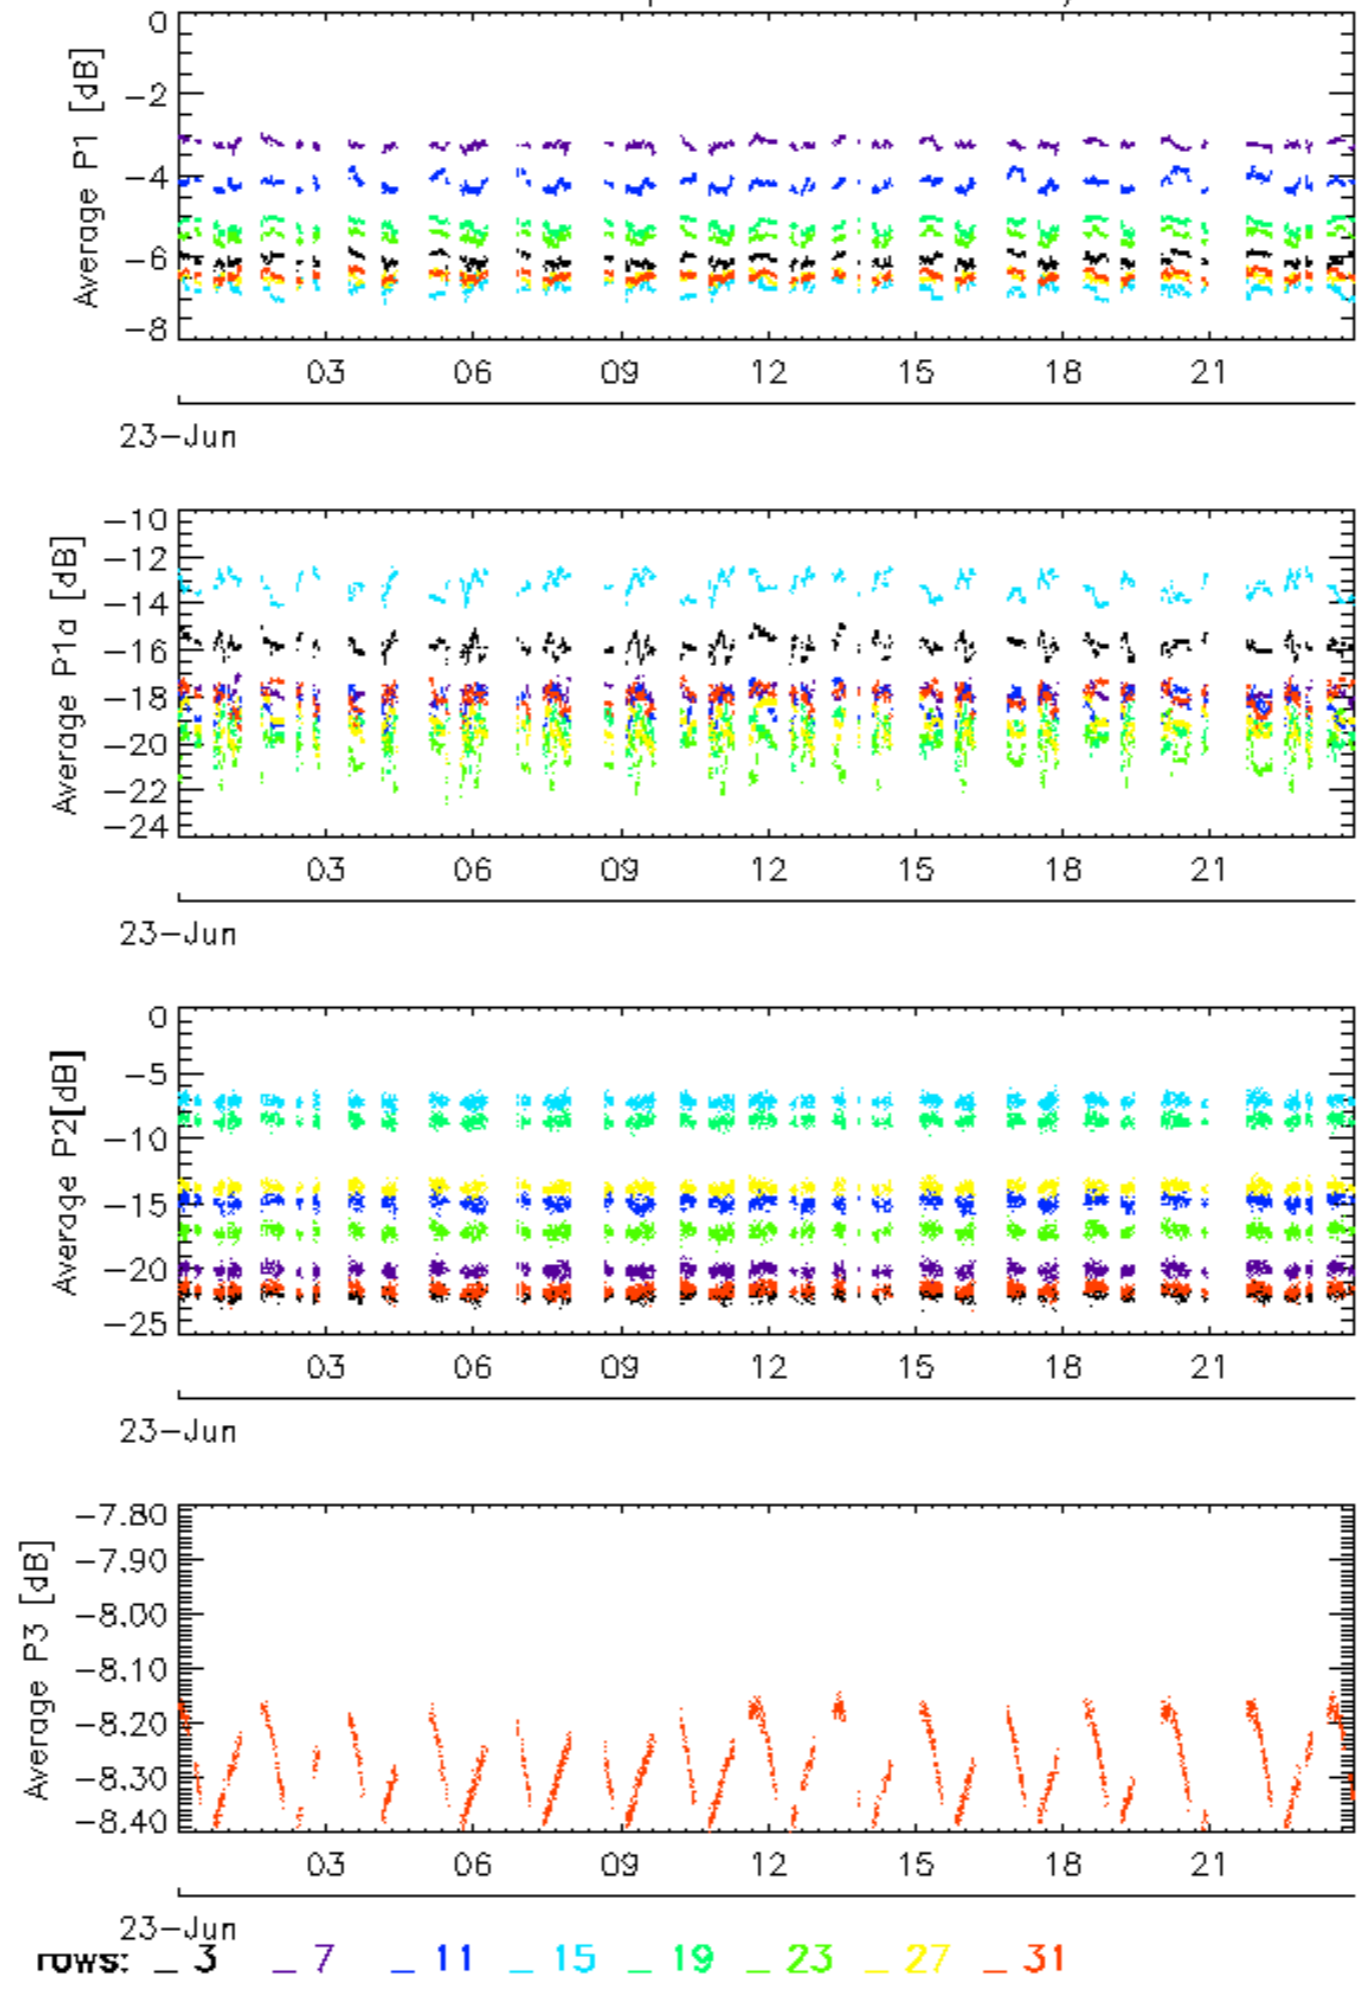 0
-2
-4
-6
-8
Average P1 [dB]
03 06 09 12 15 18 21
23-Jun
-10
-12
-14
-16
-18
-20
-22
-24
Average P1a [dB]
03 06 09 12 15 18 21
23-Jun
0
-5
-10
-15
-20
-25
Average P2[dB]
03 06 09 12 15 18 21
23-Jun
-7.80
-7.90
-8.00
-8.10
-8.20
-8.30
-8.40
Average P3 [dB]
03 06 09 12 15 18 21
23-Jun
rows: _ 3 _ 7 _ 11 _ 15 _ 19 _ 23 _ 27 _ 31